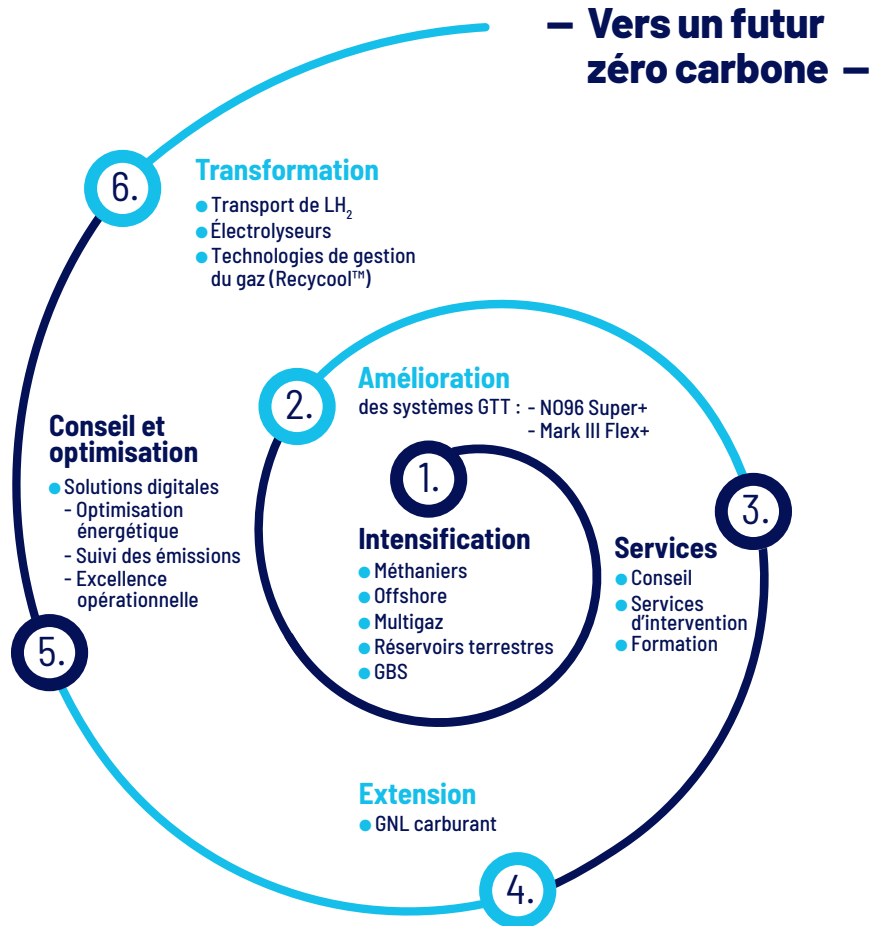 — Vers un futur
zéro carbone —
6.
Transformation
● Transport de LH₂
● Électrolyseurs
● Technologies de gestion
du gaz (Recycool™)
2.
Amélioration
des systèmes GTT : - NO96 Super+
- Mark III Flex+
1.
Intensification
● Méthaniers
● Offshore
● Multigaz
● Réservoirs terrestres
● GBS
3.
Services
● Conseil
● Services
d'intervention
● Formation
Conseil et
optimisation
● Solutions digitales
- Optimisation
énergétique
- Suivi des émissions
- Excellence
opérationnelle
5.
Extension
● GNL carburant
4.